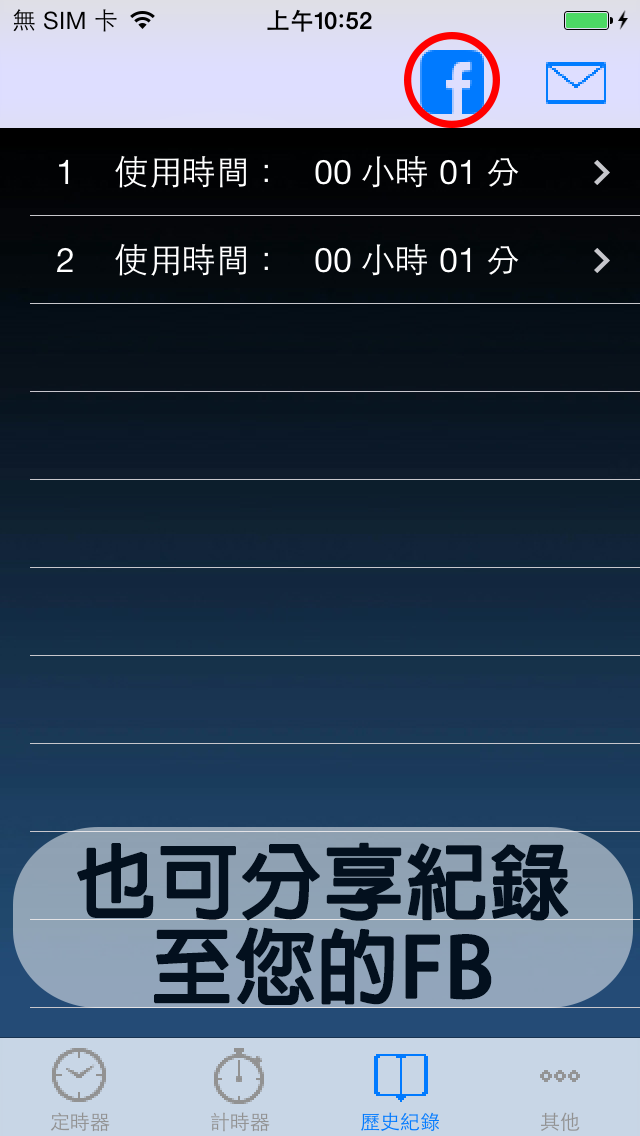 無 SIM 卡 上午10:52
1 使用時間： 00 小時 01 分
2 使用時間： 00 小時 01 分
也可分享紀錄
至您的FB
定時器 計時器 歷史紀錄 其他